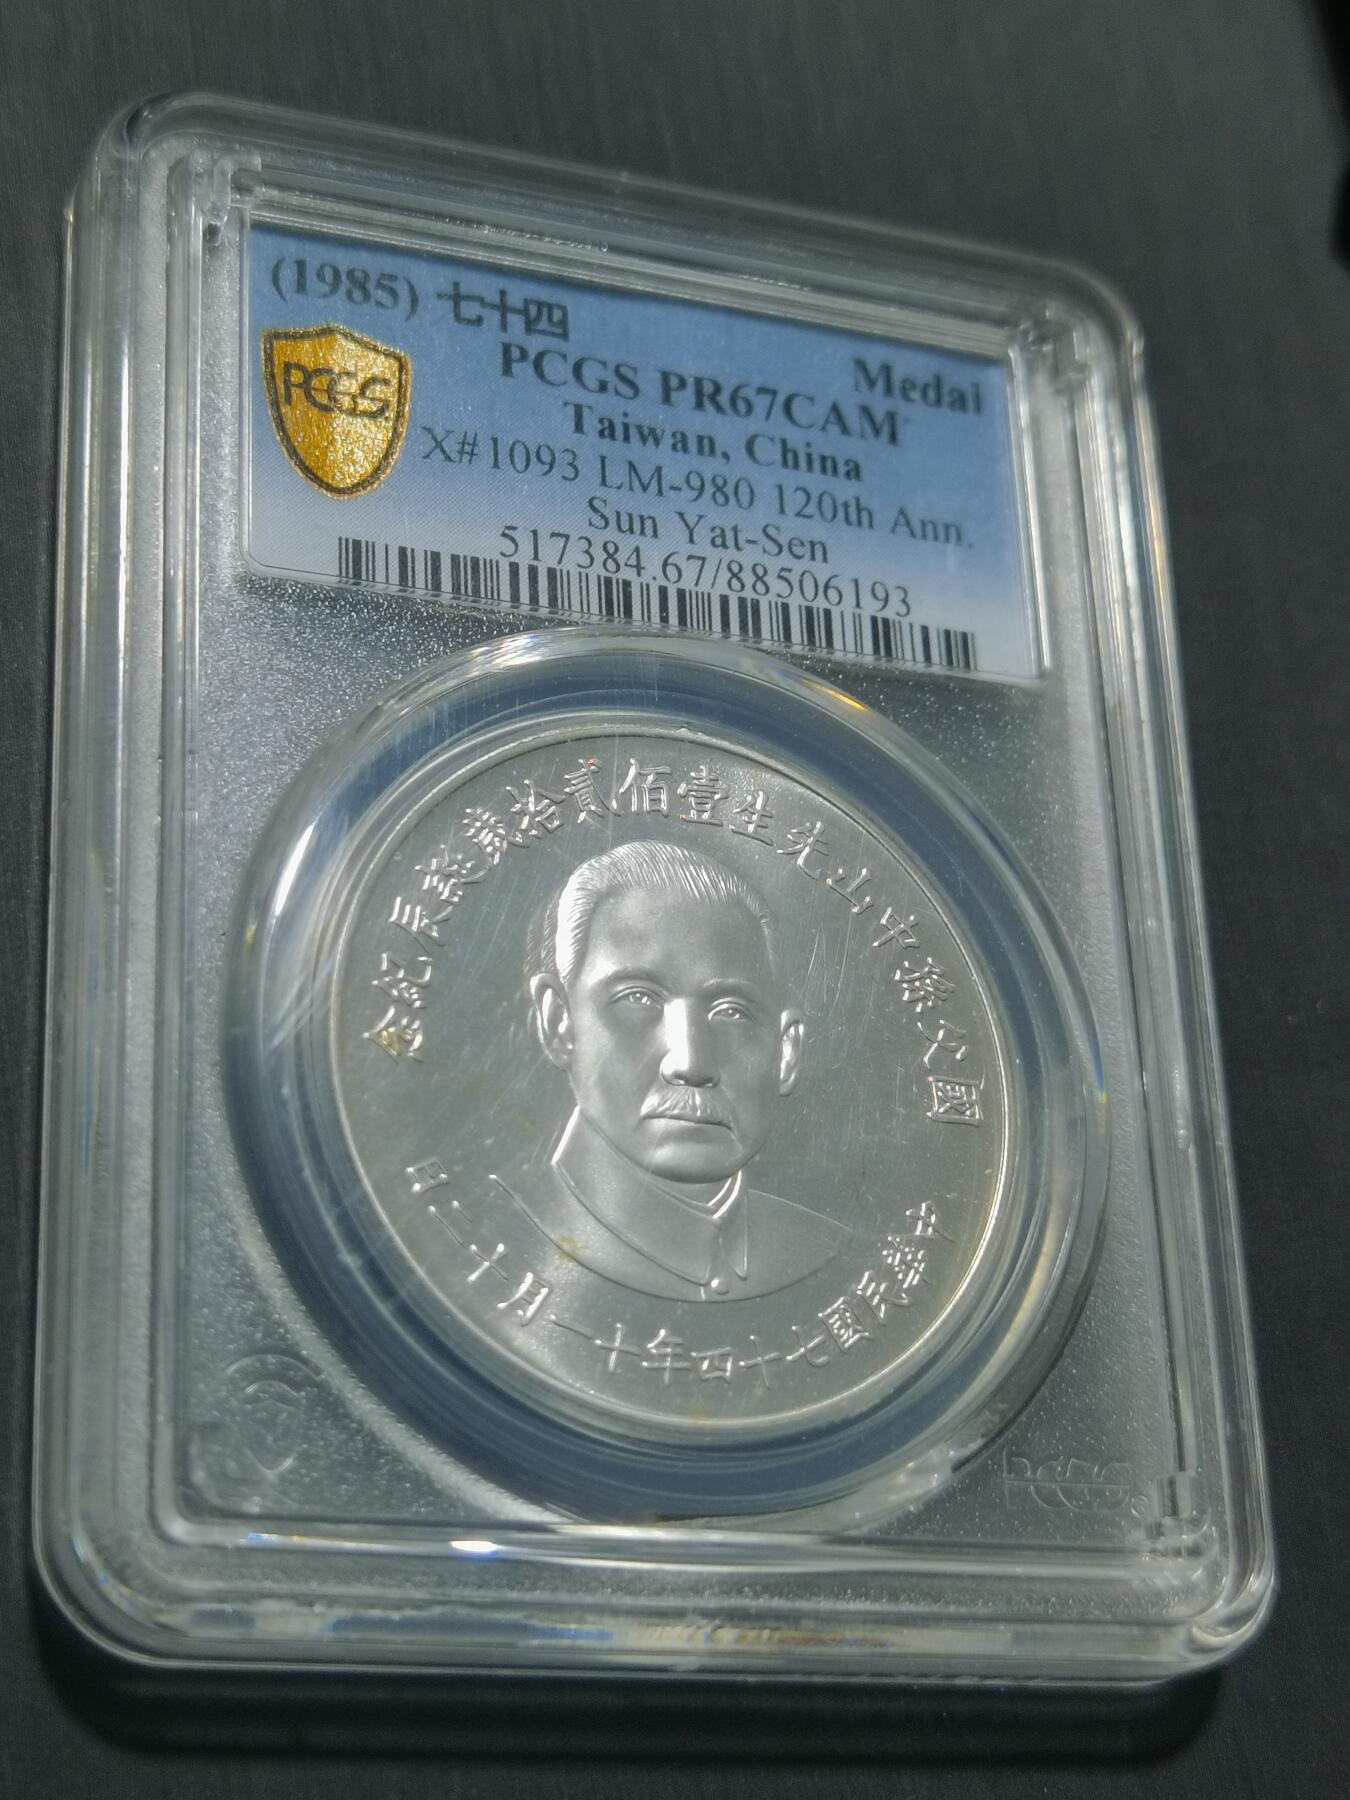 (1985) 七十四
Medal
PCGS PR67CAM
Taiwan, China
X#1093 LM-980 120th Ann.
Sun Yat-Sen
517384.67/88506193
PCGS
國父孫中山先生壹佰貳拾歲誕辰紀念
中華民國七十四年十一月十二日
PCGS